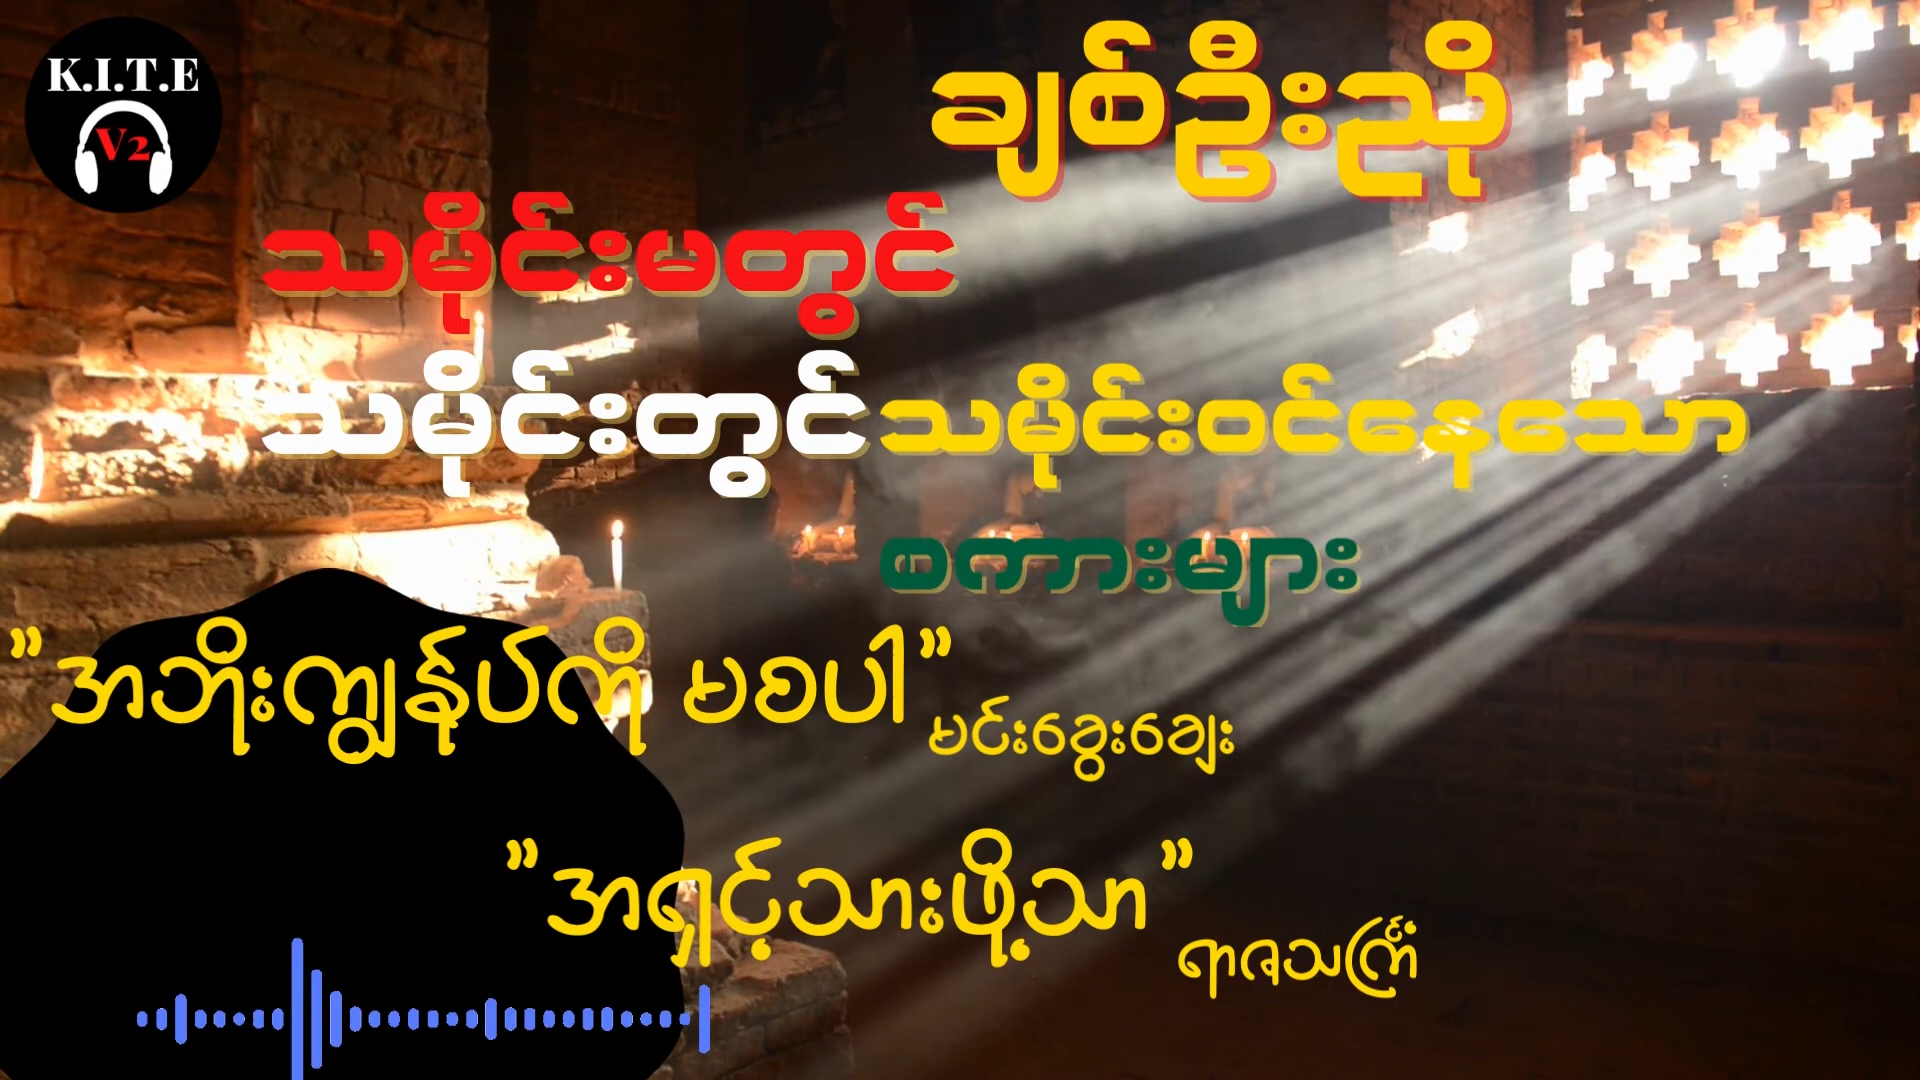 K.I.T.E
V2
ချစ်ဦးညို
သမိုင်းမတွင်
သမိုင်းတွင်သမိုင်းဝင်နေသော
စကားများ
"အဘိုးကျွန်ုပ်ကို မစပါ"
မင်းခွေးချေး
"အရှင့်သားဖို့သာ"
ရာဇသင်္ကြံ